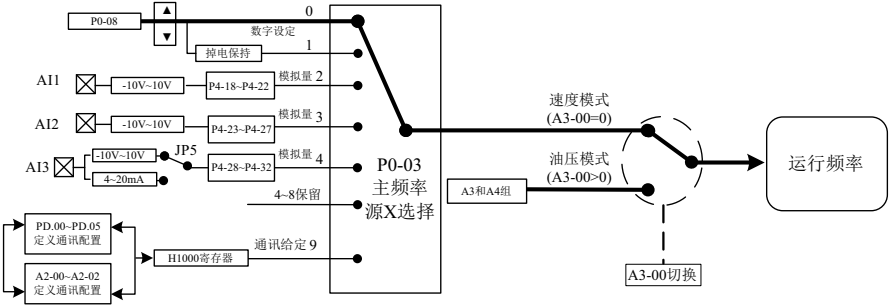 P0-08
▲
▼
0
数字设定
掉电保持
1
AI1
-10V~10V
P4-18~P4-22
模拟量 2
AI2
-10V~10V
P4-23~P4-27
模拟量 3
AI3
-10V~10V
4~20mA
JP5
P4-28~P4-32
模拟量 4
4~8保留
PD.00~PD.05
定义通讯配置
A2-00~A2-02
定义通讯配置
H1000寄存器
通讯给定 9
P0-03
主频率
源X选择
速度模式
(A3-00=0)
油压模式
(A3-00>0)
A3和A4组
A3-00切换
运行频率